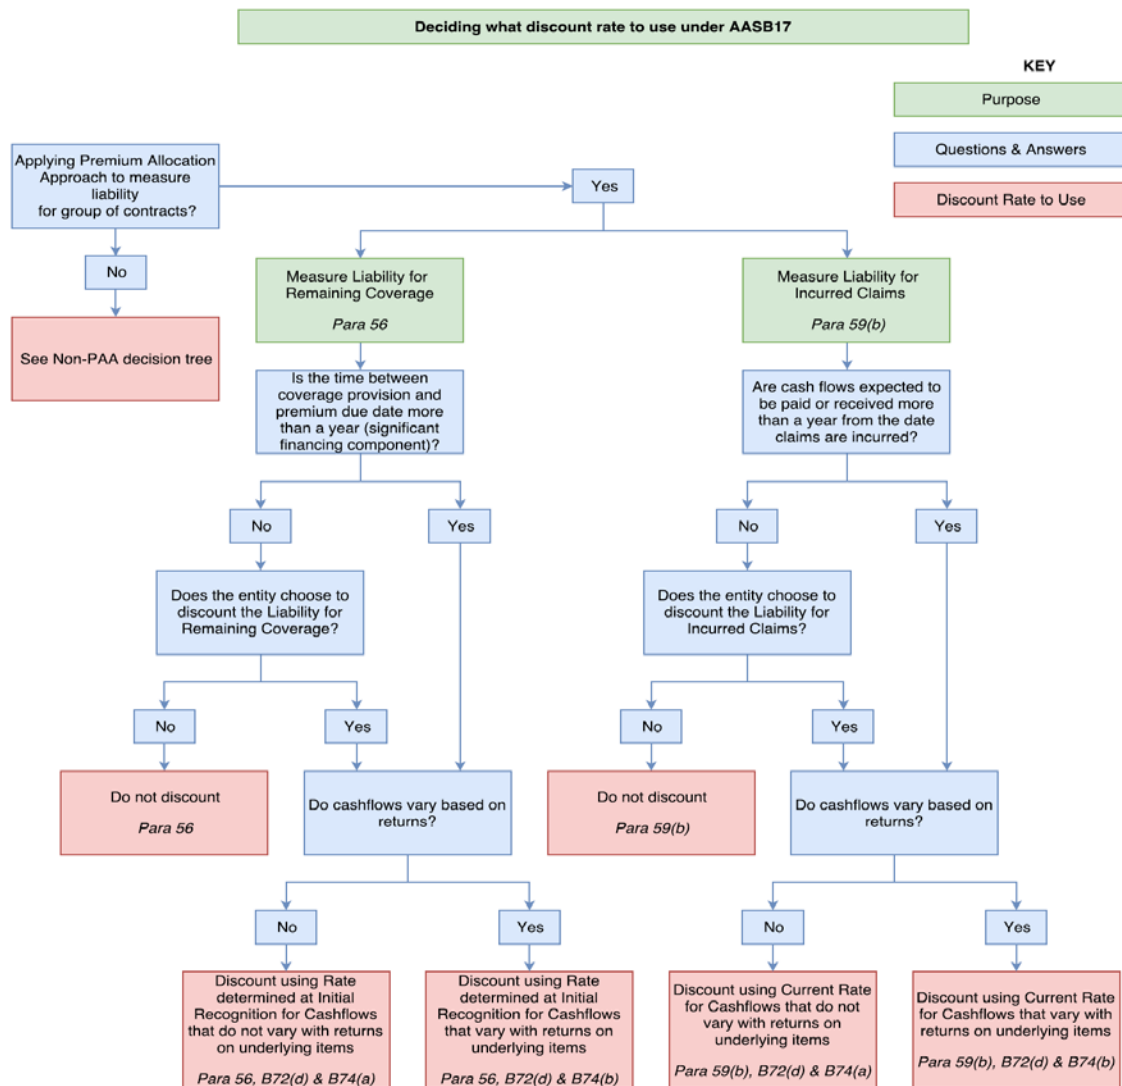 Deciding what discount rate to use under AASB17
KEY
Purpose
Questions & Answers
Discount Rate to Use
Applying Premium Allocation
Approach to measure
liability
for group of contracts?
Yes
No
See Non-PAA decision tree
Measure Liability for
Remaining Coverage
Para 56
Measure Liability for
Incurred Claims
Para 59(b)
Is the time between
coverage provision and
premium due date more
than a year (significant
financing component)?
Are cash flows expected to
be paid or received more
than a year from the date
claims are incurred?
No
Yes
No
Yes
Does the entity choose to
discount the Liability for
Remaining Coverage?
Does the entity choose to
discount the Liability for
Incurred Claims?
No
Yes
No
Yes
Do not discount
Para 56
Do cashflows vary based on
returns?
Do not discount
Para 59(b)
Do cashflows vary based on
returns?
No
Yes
No
Yes
Discount using Rate
determined at Initial
Recognition for Cashflows
that do not vary with returns
on underlying items
Para 56, B72(d) & B74(a)
Discount using Rate
determined at Initial
Recognition for Cashflows
that vary with returns on
underlying items
Para 56, B72(d) & B74(b)
Discount using Current Rate
for Cashflows that do not
vary with returns on
underlying items
Para 59(b), B72(d) & B74(a)
Discount using Current Rate
for Cashflows that vary with
returns on underlying items
Para 59(b), B72(d) & B74(b)